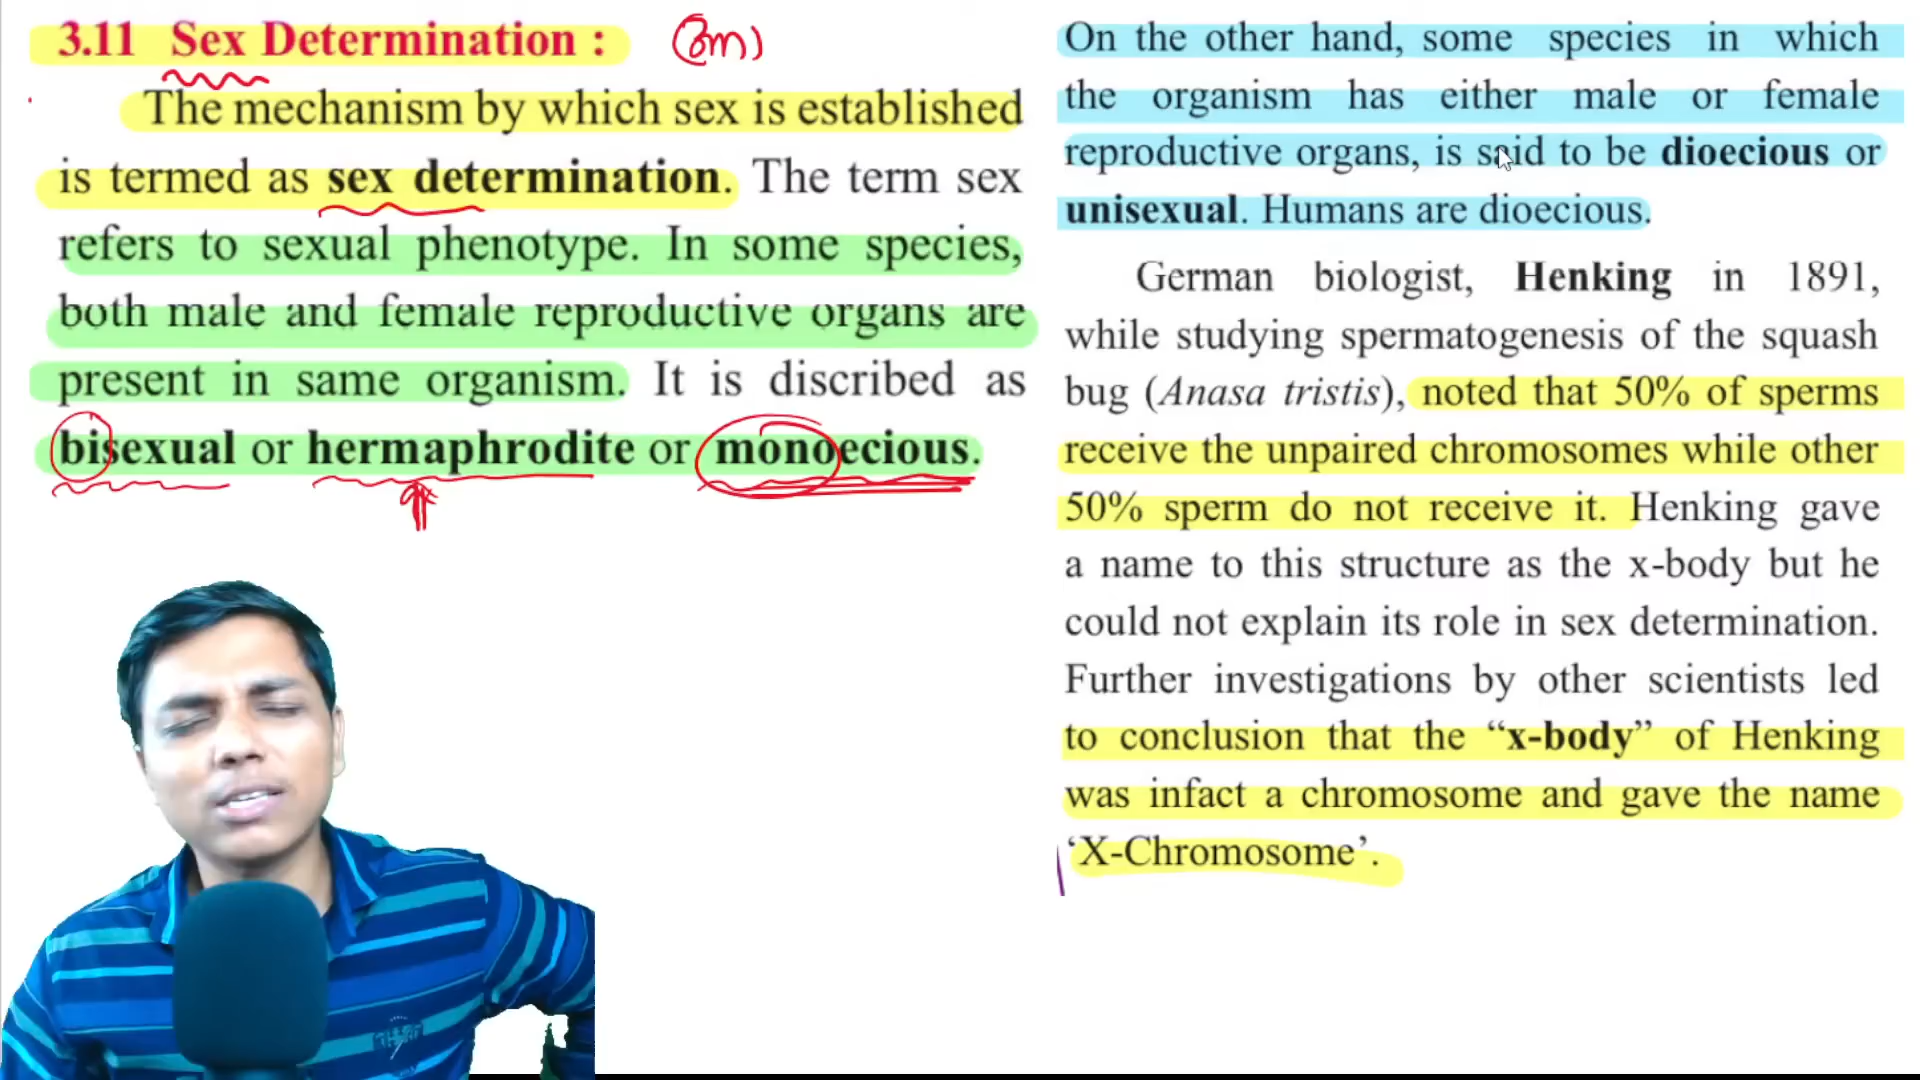 3.11 Sex Determination : (3m)
The mechanism by which sex is established
is termed as sex determination. The term sex
refers to sexual phenotype. In some species,
both male and female reproductive organs are
present in same organism. It is discribed as
bisexual or hermaphrodite or monoecious.
On the other hand, some species in which
the organism has either male or female
reproductive organs, is said to be dioecious or
unisexual. Humans are dioecious.
German biologist, Henking in 1891,
while studying spermatogenesis of the squash
bug (Anasa tristis), noted that 50% of sperms
receive the unpaired chromosomes while other
50% sperm do not receive it. Henking gave
a name to this structure as the x-body but he
could not explain its role in sex determination.
Further investigations by other scientists led
to conclusion that the “x-body” of Henking
was infact a chromosome and gave the name
‘X-Chromosome’.